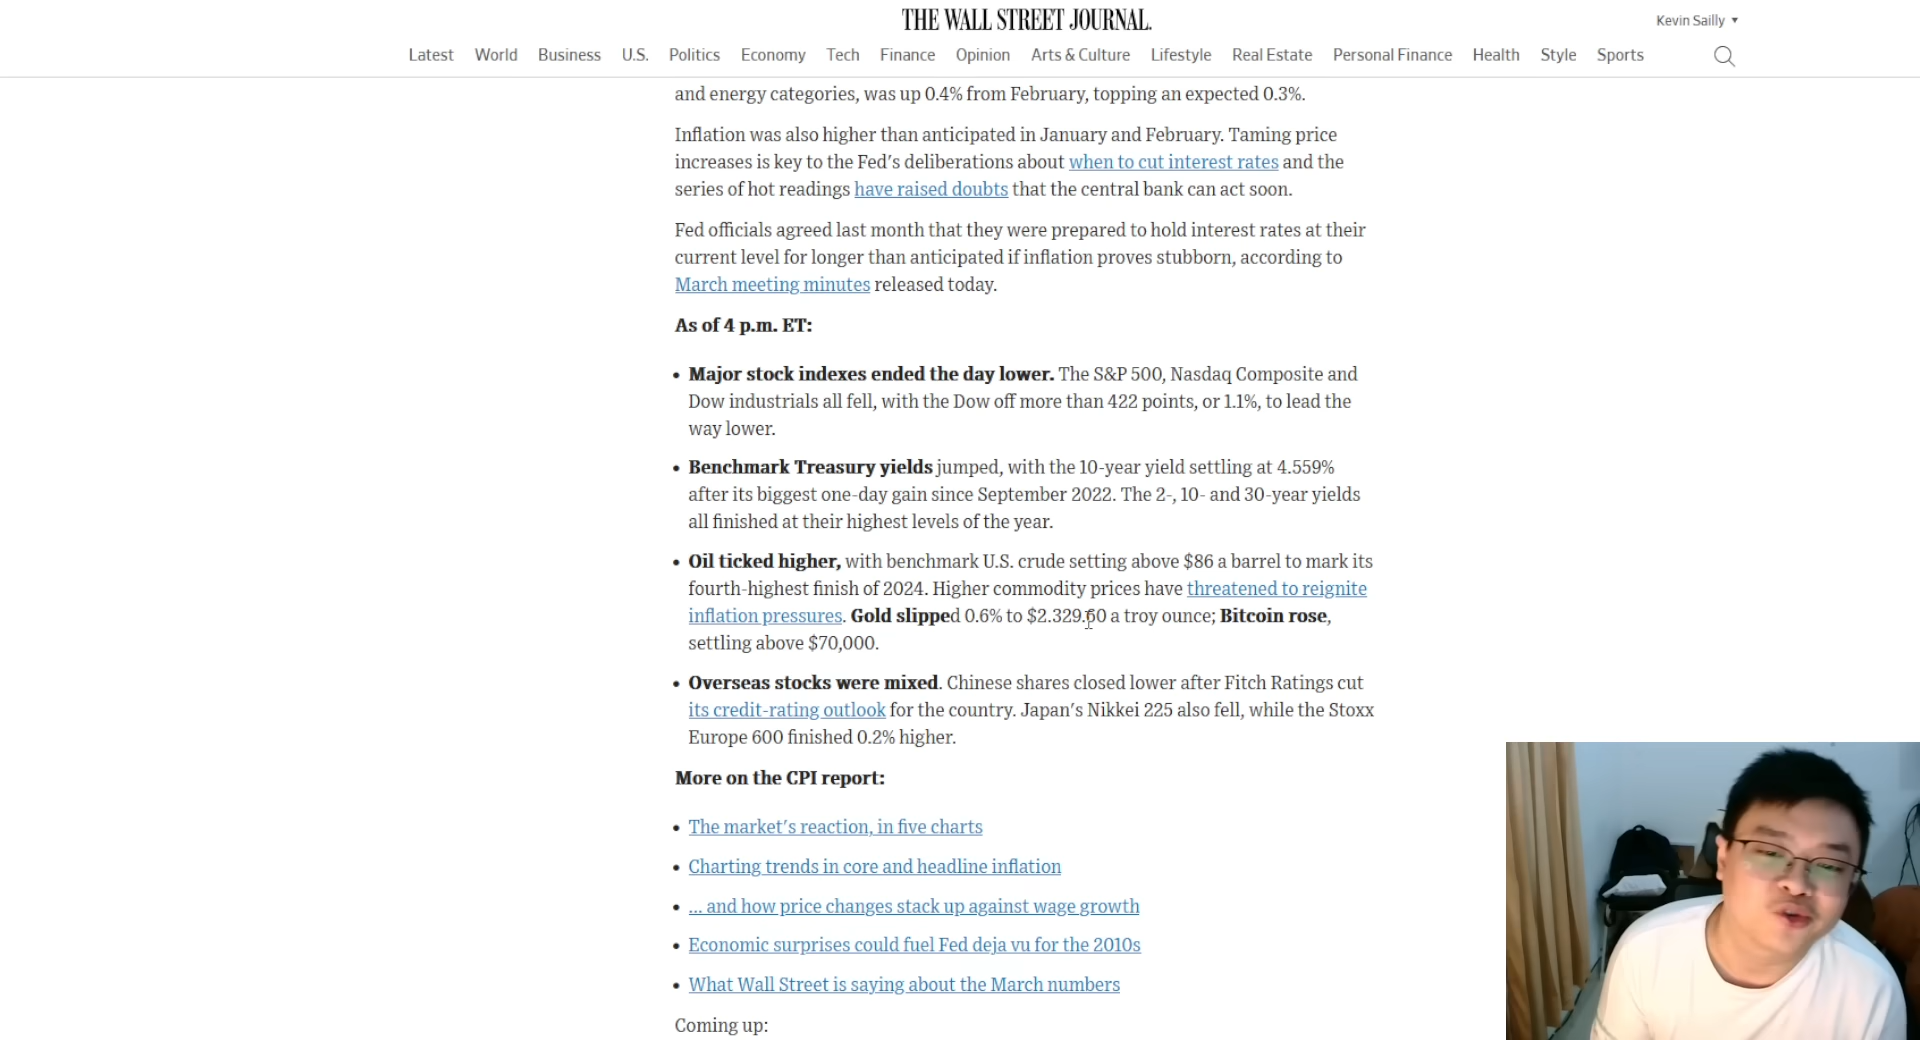 THE WALL STREET JOURNAL.
Kevin Sailly ▼
Latest World Business U.S. Politics Economy Tech Finance Opinion Arts & Culture Lifestyle Real Estate Personal Finance Health Style Sports
and energy categories, was up 0.4% from February, topping an expected 0.3%.
Inflation was also higher than anticipated in January and February. Taming price
increases is key to the Fed's deliberations about when to cut interest rates and the
series of hot readings have raised doubts that the central bank can act soon.
Fed officials agreed last month that they were prepared to hold interest rates at their
current level for longer than anticipated if inflation proves stubborn, according to
March meeting minutes released today.
As of 4 p.m. ET:
• Major stock indexes ended the day lower. The S&P 500, Nasdaq Composite and
Dow industrials all fell, with the Dow off more than 422 points, or 1.1%, to lead the
way lower.
• Benchmark Treasury yields jumped, with the 10-year yield settling at 4.559%
after its biggest one-day gain since September 2022. The 2-, 10- and 30-year yields
all finished at their highest levels of the year.
• Oil ticked higher, with benchmark U.S. crude setting above $86 a barrel to mark its
fourth-highest finish of 2024. Higher commodity prices have threatened to reignite
inflation pressures. Gold slipped 0.6% to $2.329.60 a troy ounce; Bitcoin rose,
settling above $70,000.
• Overseas stocks were mixed. Chinese shares closed lower after Fitch Ratings cut
its credit-rating outlook for the country. Japan's Nikkei 225 also fell, while the Stoxx
Europe 600 finished 0.2% higher.
More on the CPI report:
• The market's reaction, in five charts
• Charting trends in core and headline inflation
• ... and how price changes stack up against wage growth
• Economic surprises could fuel Fed deja vu for the 2010s
• What Wall Street is saying about the March numbers
Coming up: